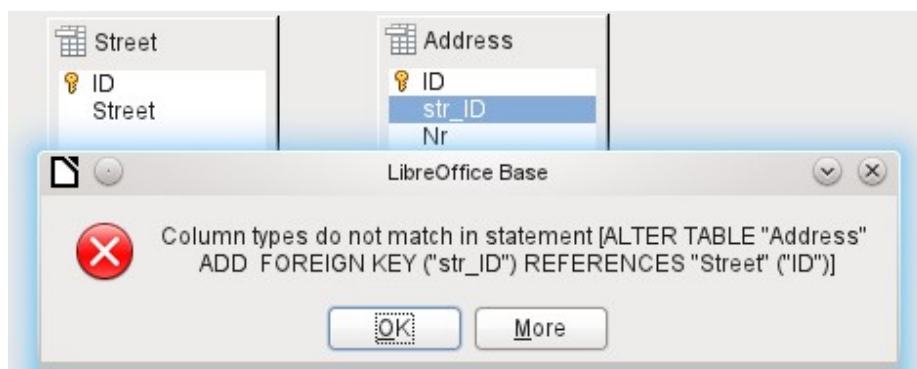 Street
ID
Street
Address
ID
str_ID
Nr
LibreOffice Base
Column types do not match in statement [ALTER TABLE "Address"
ADD  FOREIGN KEY ("str_ID") REFERENCES "Street" ("ID")]
OK
More